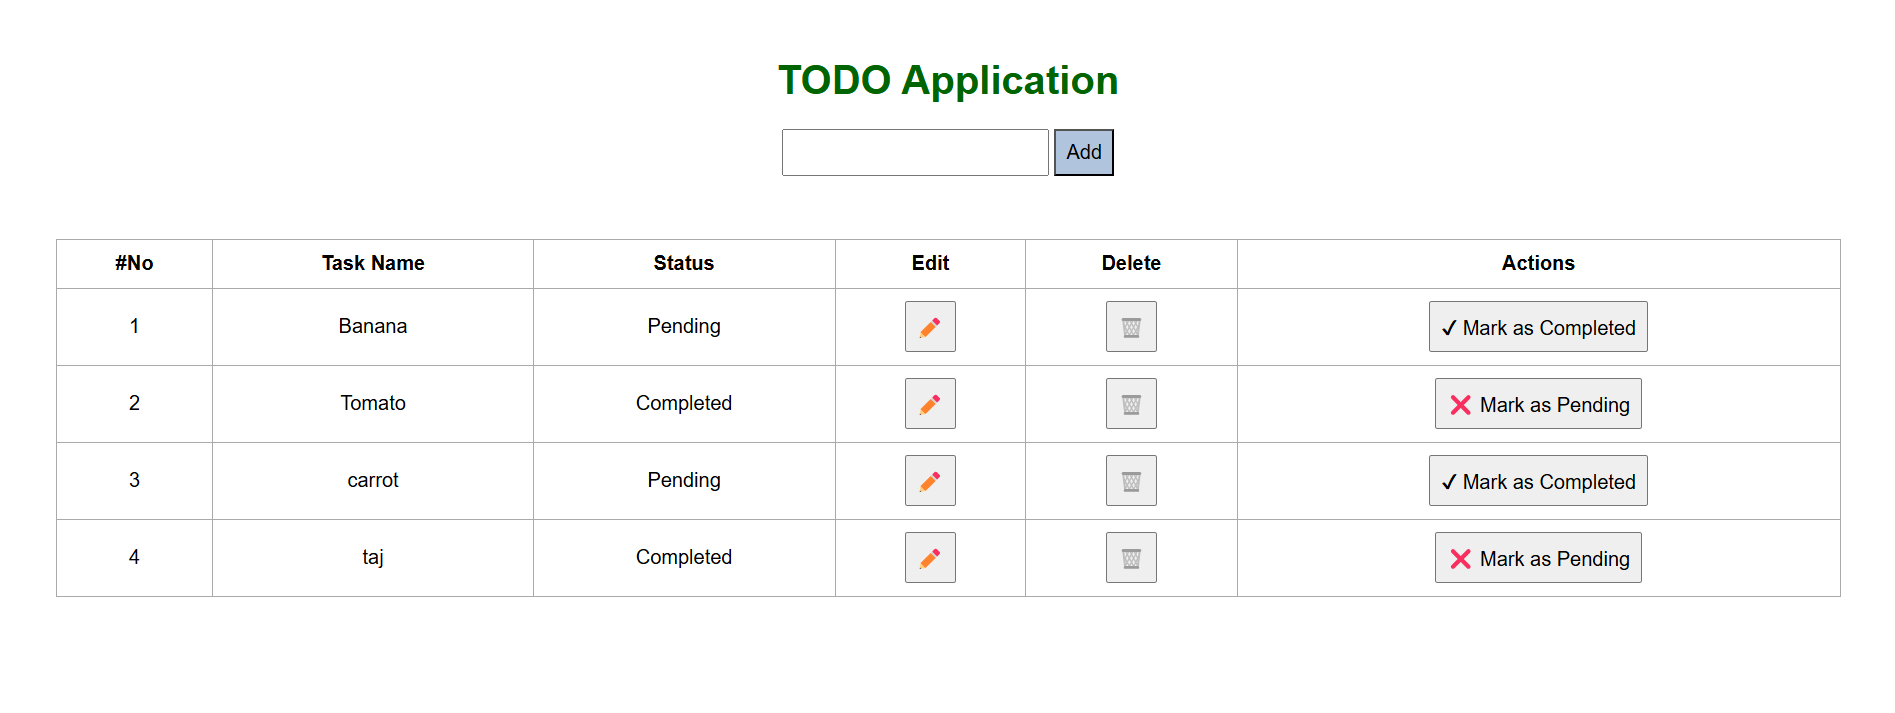 TODO Application
Add
#No Task Name Status Edit Delete Actions
1 Banana Pending ✔ Mark as Completed
2 Tomato Completed ❌ Mark as Pending
3 carrot Pending ✔ Mark as Completed
4 taj Completed ❌ Mark as Pending